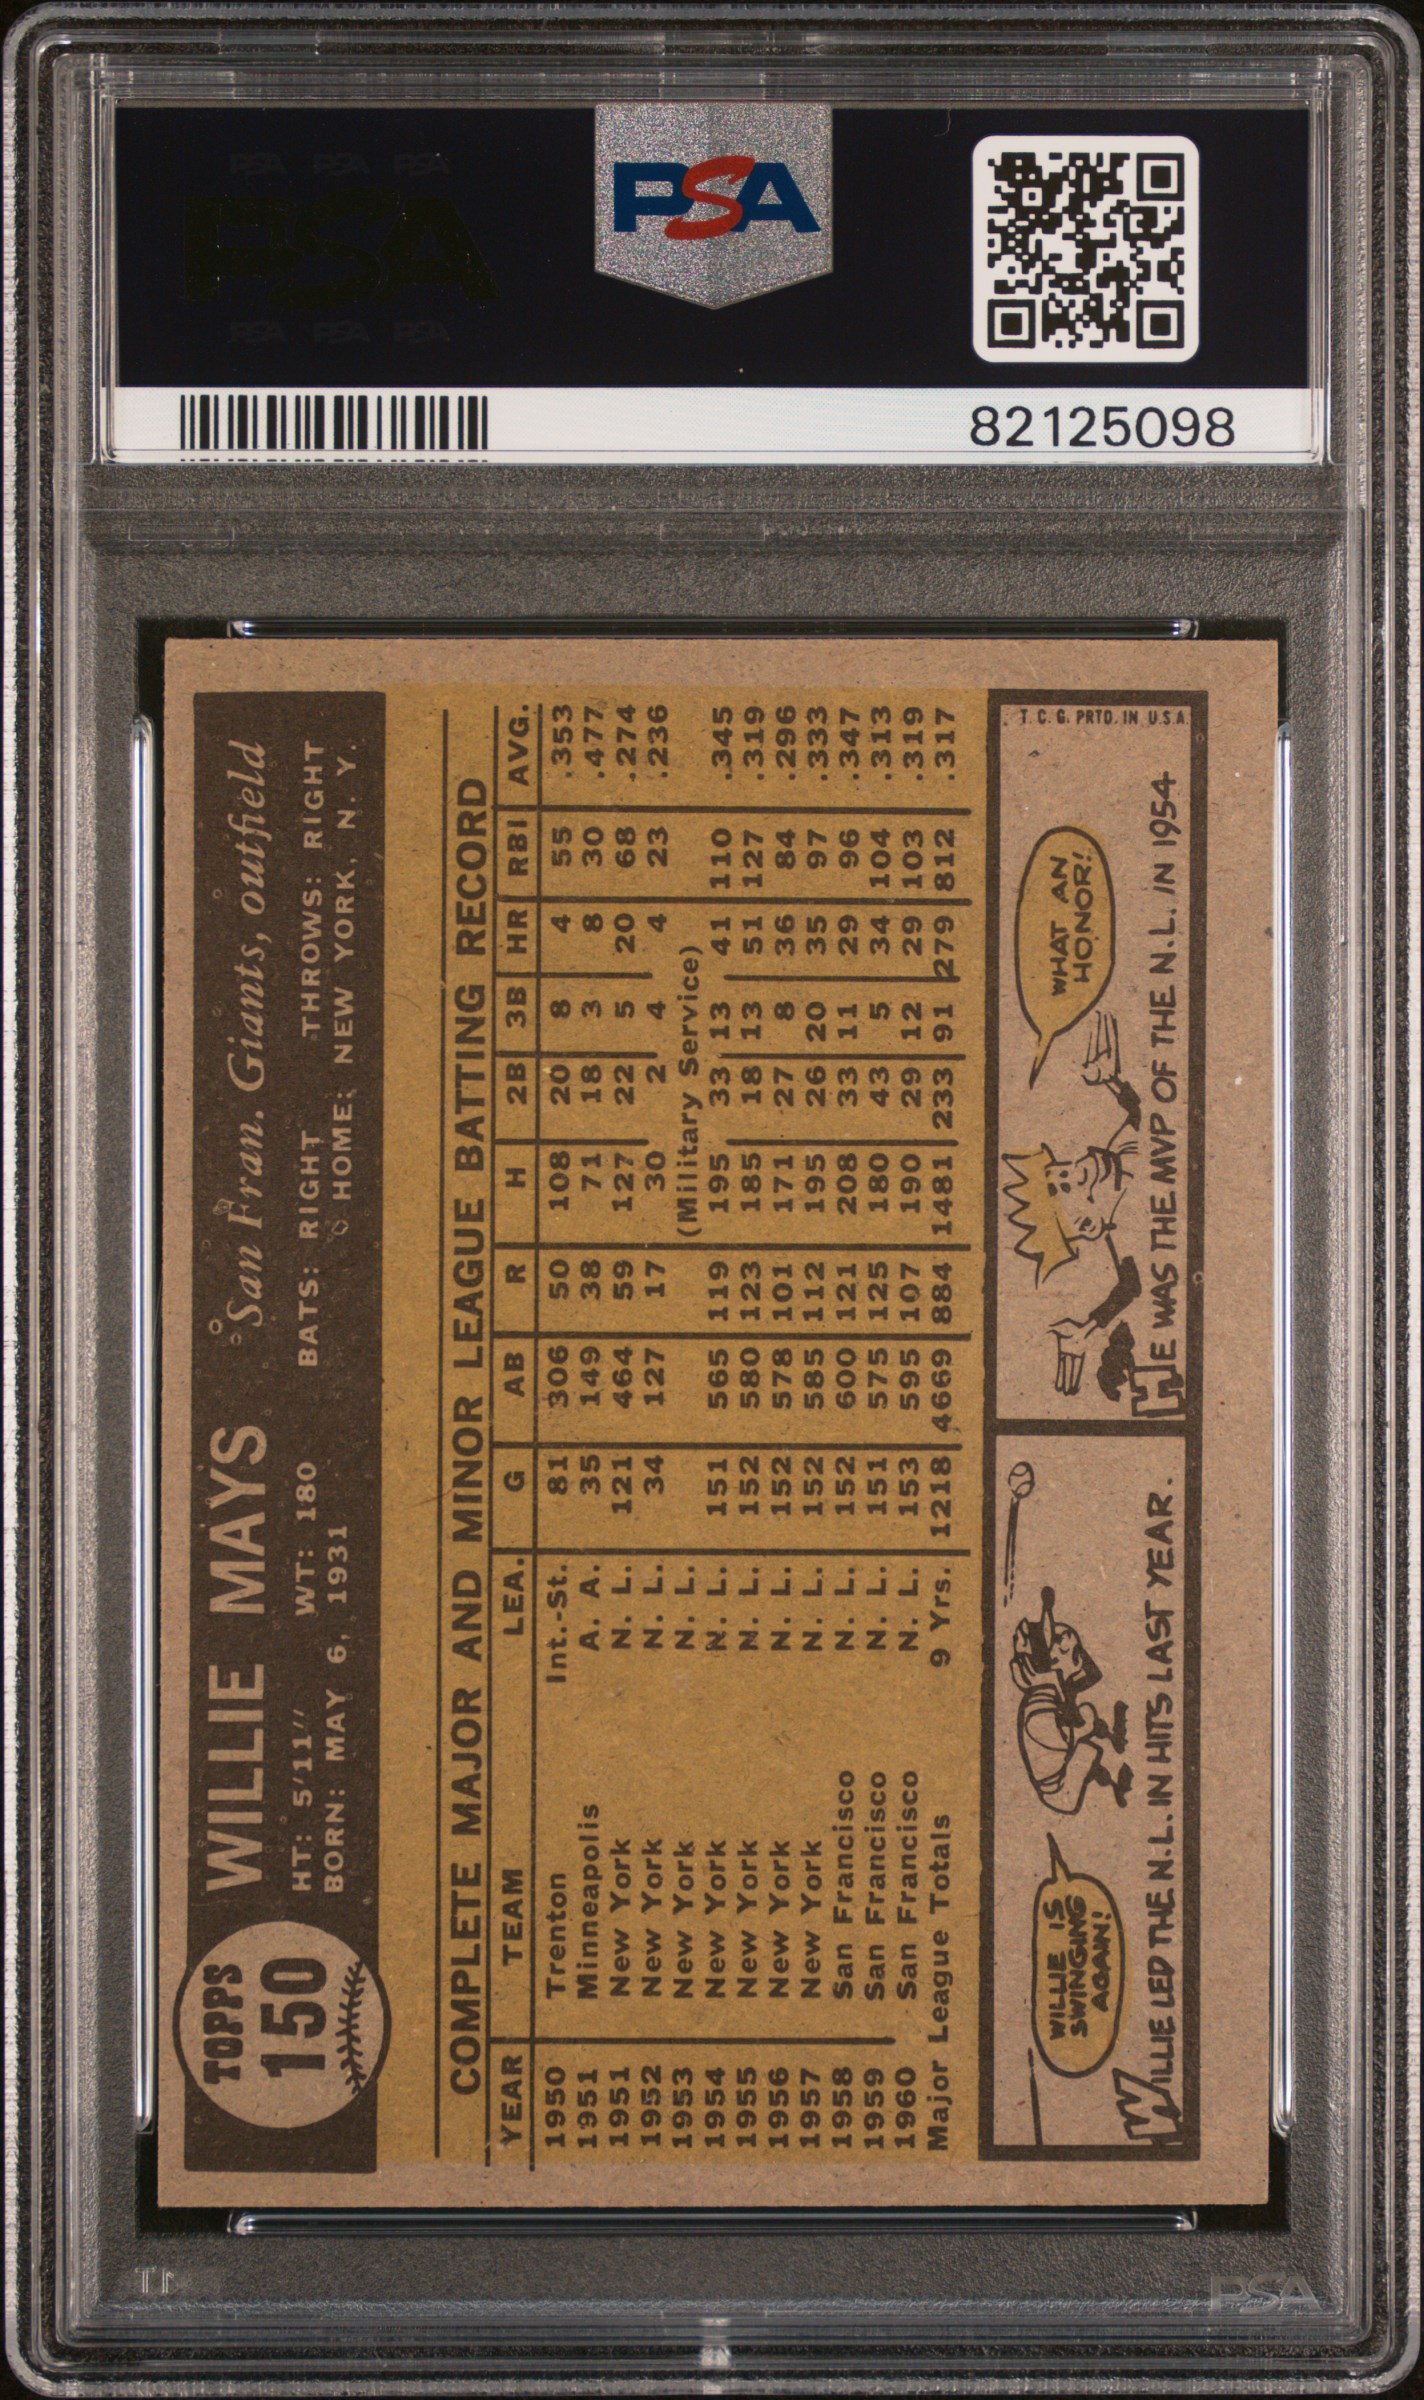 PSA PSA PSA
PSA
PSA PSA PSA
PSA
82125098
TOPPS
150
WILLIE MAYS San Fran. Giants, outfield
HT: 5'11" WT: 180 BATS: RIGHT THROWS: RIGHT
BORN: MAY 6, 1931 HOME: NEW YORK, N. Y.
COMPLETE MAJOR AND MINOR LEAGUE BATTING RECORD
YEAR TEAM LEA. G AB R H 2B 3B HR RBI AVG.
1950 Trenton Int.-St. 81 306 50 108 20 8 4 55 .353
1951 Minneapolis A. A. 35 149 38 71 18 3 8 30 .477
1951 New York N. L. 121 464 59 127 22 5 20 68 .274
1952 New York N. L. 34 127 17 30 2 4 4 23 .236
1953 New York N. L. (Military Service)
1954 New York N. L. 151 565 119 195 33 13 41 110 .345
1955 New York N. L. 152 580 123 185 18 13 51 127 .319
1956 New York N. L. 152 578 101 171 27 8 36 84 .296
1957 New York N. L. 152 585 112 195 26 20 35 97 .333
1958 San Francisco N. L. 152 600 121 208 33 11 29 96 .347
1959 San Francisco N. L. 151 575 125 180 43 5 34 104 .313
1960 San Francisco N. L. 153 595 107 190 29 12 29 103 .319
Major League Totals 9 Yrs. 1218 4669 884 1481 233 91 279 812 .317
WILLIE IS
SWINGING
AGAIN!
WILLIE LED THE N.L. IN HITS LAST YEAR.
WHAT AN
HONOR!
HE WAS THE MVP OF THE N.L. IN 1954
T. C. G. PRTD. IN U.S.A.
PSA